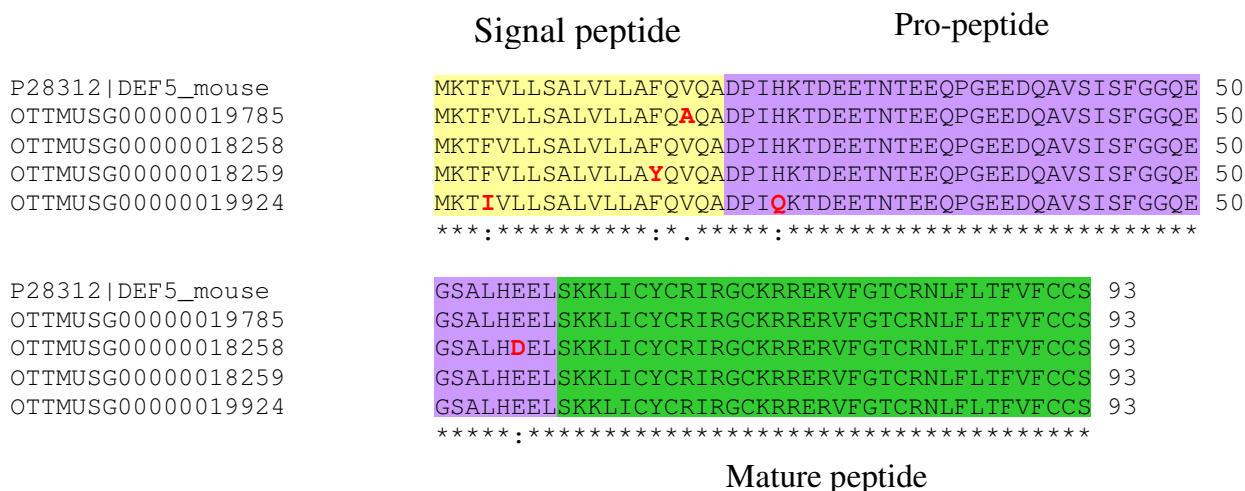 Signal peptide Pro-peptide
P28312|DEF5_mouse MKTFVLLSALVLLAFQVQADPIHKTDEETNTEEQPGEEDQAVSISFGGQE 50
OTTMUSG00000019785 MKTFVLLSALVLLAFQAQADPIHKTDEETNTEEQPGEEDQAVSISFGGQE 50
OTTMUSG00000018258 MKTFVLLSALVLLAFQVQADPIHKTDEETNTEEQPGEEDQAVSISFGGQE 50
OTTMUSG00000018259 MKTFVLLSALVLLAYQVQADPIHKTDEETNTEEQPGEEDQAVSISFGGQE 50
OTTMUSG00000019924 MKTIVLLSALVLLAFQVQADPIQKTDEETNTEEQPGEEDQAVSISFGGQE 50
***:**********:*.*****:***************************
P28312|DEF5_mouse GSALHEELSKKLICYCRIRGCKRRERVFGTCRNLFLTFVFCCS 93
OTTMUSG00000019785 GSALHEELSKKLICYCRIRGCKRRERVFGTCRNLFLTFVFCCS 93
OTTMUSG00000018258 GSALHDELSKKLICYCRIRGCKRRERVFGTCRNLFLTFVFCCS 93
OTTMUSG00000018259 GSALHEELSKKLICYCRIRGCKRRERVFGTCRNLFLTFVFCCS 93
OTTMUSG00000019924 GSALHEELSKKLICYCRIRGCKRRERVFGTCRNLFLTFVFCCS 93
*****:*************************************
Mature peptide